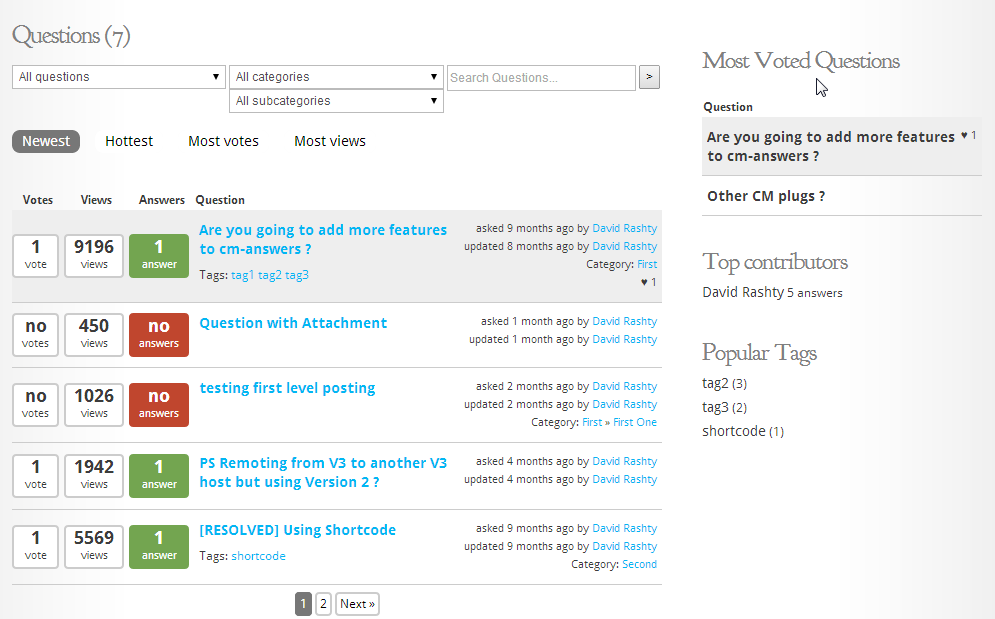 Questions (7)
All questions ▼ All categories ▼ Search Questions... >
All subcategories ▼
Newest Hottest Most votes Most views
Votes Views Answers Question
1 vote
9196 views
1 answer
Are you going to add more features
to cm-answers ?
Tags: tag1 tag2 tag3
asked 9 months ago by David Rashty
updated 8 months ago by David Rashty
Category: First
♥ 1
no votes
450 views
no answers
Question with Attachment
asked 1 month ago by David Rashty
updated 1 month ago by David Rashty
no votes
1026 views
no answers
testing first level posting
asked 2 months ago by David Rashty
updated 2 months ago by David Rashty
Category: First » First One
1 vote
1942 views
1 answer
PS Remoting from V3 to another V3
host but using Version 2 ?
asked 4 months ago by David Rashty
updated 4 months ago by David Rashty
1 vote
5569 views
1 answer
[RESOLVED] Using Shortcode
Tags: shortcode
asked 9 months ago by David Rashty
updated 9 months ago by David Rashty
Category: Second
1 2 Next »
Most Voted Questions
Question
Are you going to add more features ♥ 1
to cm-answers ?
Other CM plugs ?
Top contributors
David Rashty 5 answers
Popular Tags
tag2 (3)
tag3 (2)
shortcode (1)